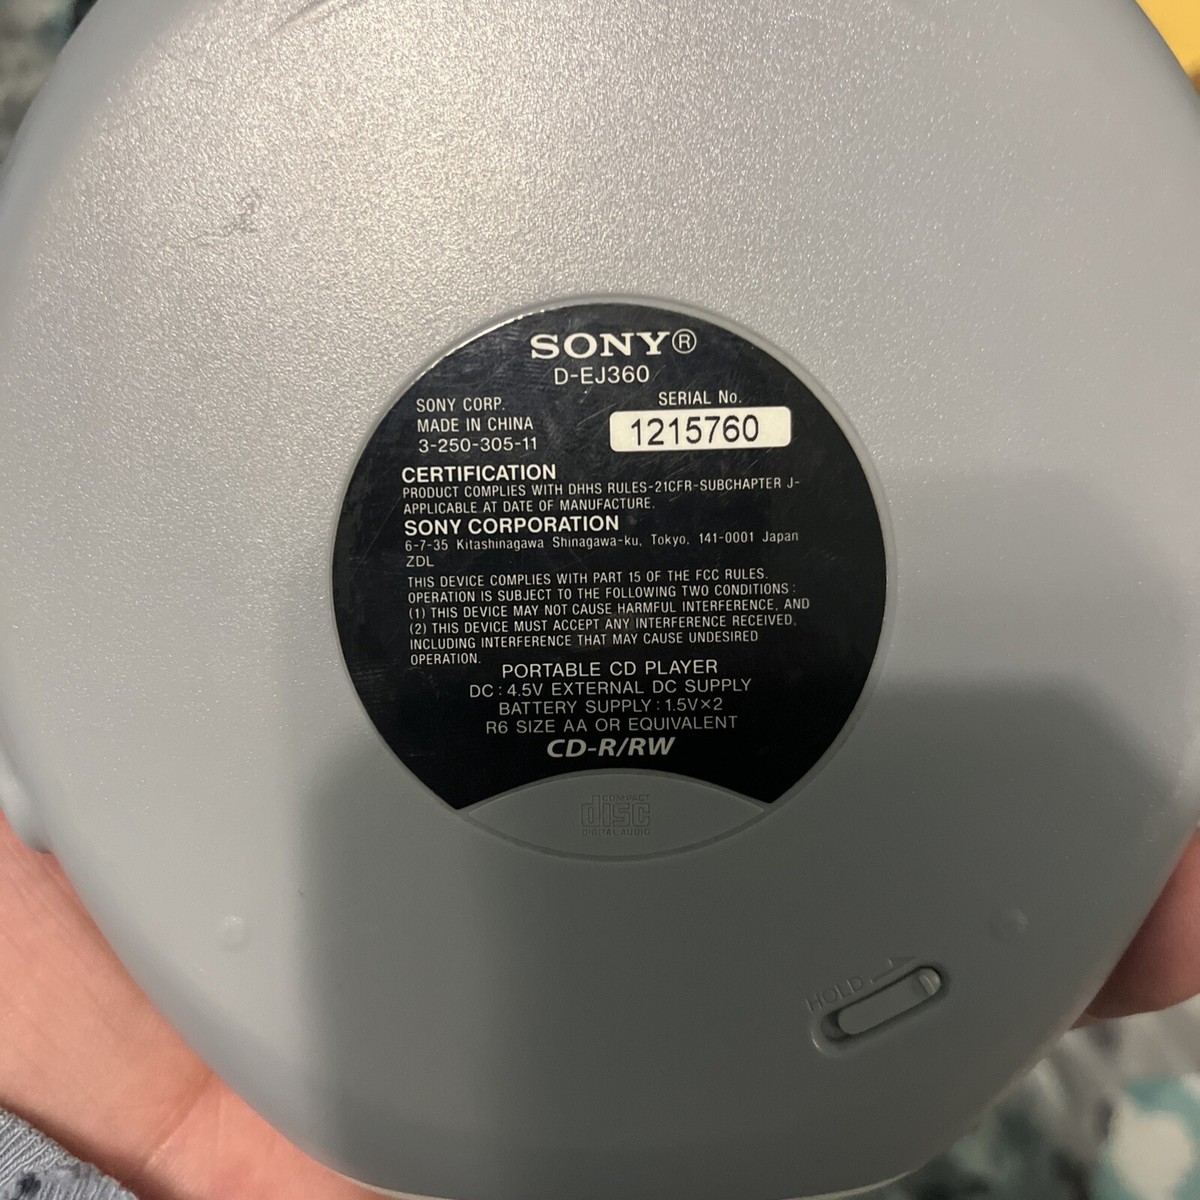 SONY®
D-EJ360
SONY CORP.
MADE IN CHINA
3-250-305-11
SERIAL No.
1215760
CERTIFICATION
PRODUCT COMPLIES WITH DHHS RULES-21CFR-SUBCHAPTER J-
APPLICABLE AT DATE OF MANUFACTURE.
SONY CORPORATION
6-7-35 Kitashinagawa Shinagawa-ku, Tokyo. 141-0001 Japan
ZDL
THIS DEVICE COMPLIES WITH PART 15 OF THE FCC RULES.
OPERATION IS SUBJECT TO THE FOLLOWING TWO CONDITIONS :
(1) THIS DEVICE MAY NOT CAUSE HARMFUL INTERFERENCE, AND
(2) THIS DEVICE MUST ACCEPT ANY INTERFERENCE RECEIVED,
INCLUDING INTERFERENCE THAT MAY CAUSE UNDESIRED
OPERATION.
PORTABLE CD PLAYER
DC : 4.5V EXTERNAL DC SUPPLY
BATTERY SUPPLY : 1.5V×2
R6 SIZE AA OR EQUIVALENT
CD-R/RW
COMPACT
disc
DIGITAL AUDIO
HOLD